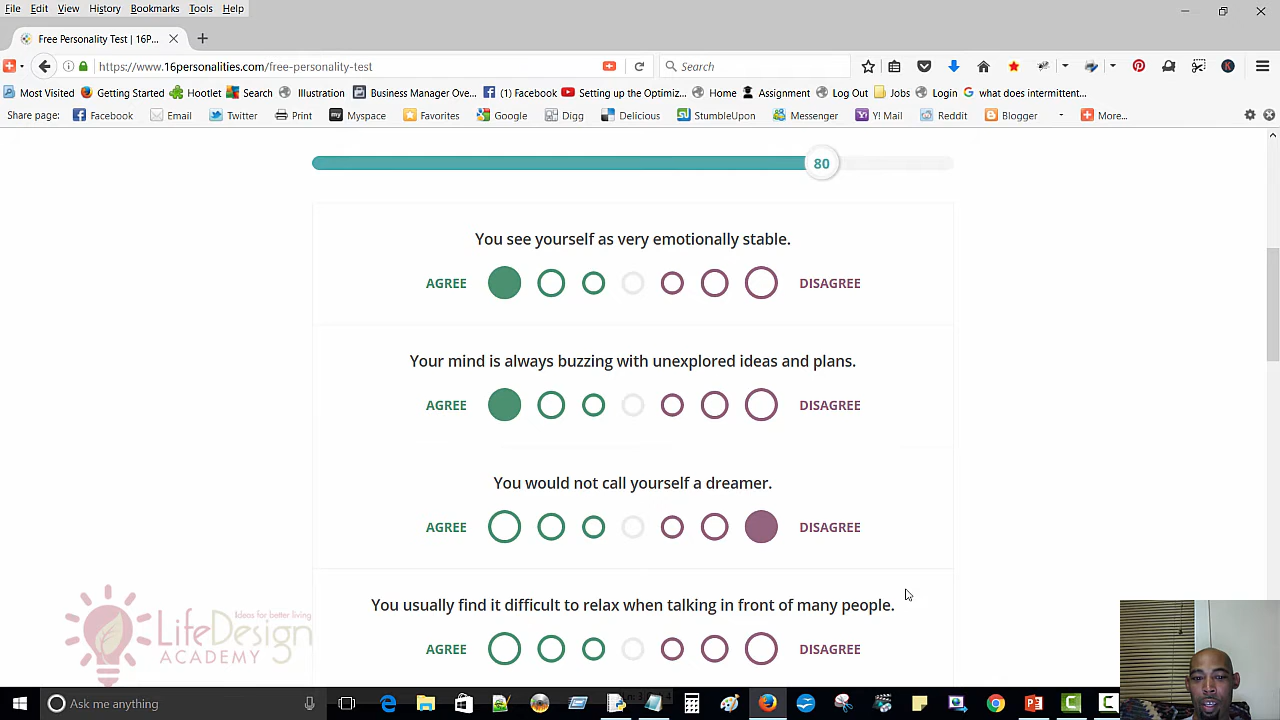 File Edit View History Bookmarks Tools Help
Free Personality Test | 16P...
https://www.16personalities.com/free-personality-test
Search
Most Visited Getting Started Hootlet Search Illustration Business Manager Ove... (1) Facebook Setting up the Optimiz... Home Assignment Log Out Jobs Login what does intermittent...
Share page: Facebook Email Twitter Print Myspace Favorites Google Digg Delicious StumbleUpon Messenger Y! Mail Reddit Blogger More...
80
You see yourself as very emotionally stable.
AGREE DISAGREE
Your mind is always buzzing with unexplored ideas and plans.
AGREE DISAGREE
You would not call yourself a dreamer.
AGREE DISAGREE
You usually find it difficult to relax when talking in front of many people.
AGREE DISAGREE
Ideas for better living
LifeDesign
ACADEMY
Ask me anything